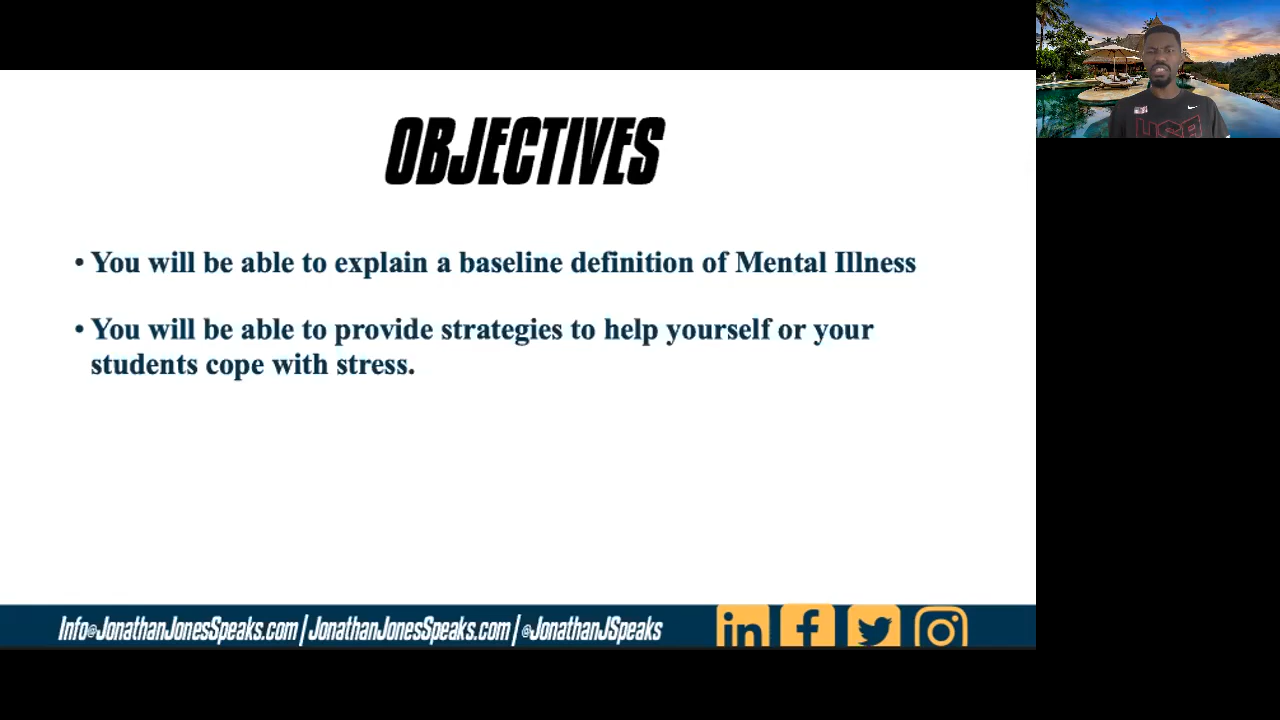 OBJECTIVES
• You will be able to explain a baseline definition of Mental Illness
• You will be able to provide strategies to help yourself or your
students cope with stress.
Info@JonathanJonesSpeaks.com | JonathanJonesSpeaks.com | @JonathanJSpeaks
USA